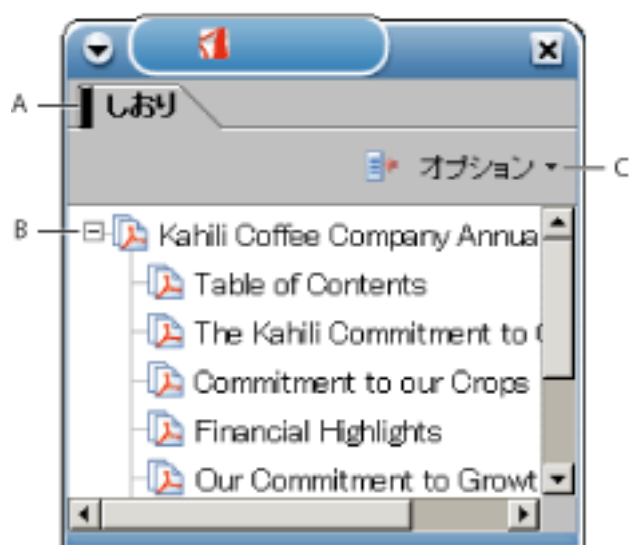 A しおり
オプション C
B Kahili Coffee Company Annua
Table of Contents
The Kahili Commitment to
Commitment to our Crops
Financial Highlights
Our Commitment to Growt